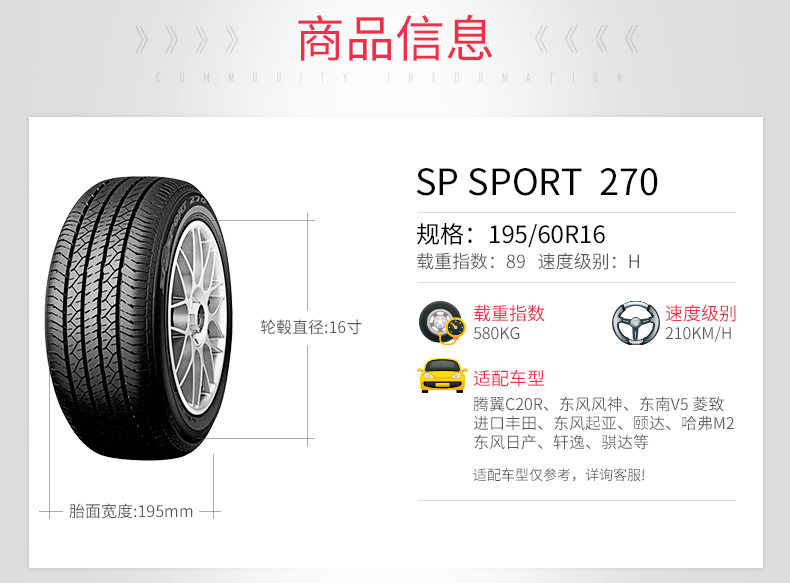 商品信息
COMMODITY INFORMATION
SP SPORT 270
SP SPORT 270
规格：195/60R16
载重指数：89 速度级别：H
轮毂直径:16寸
载重指数
580KG
速度级别
210KM/H
适配车型
腾翼C20R、东风风神、东南V5 菱致
进口丰田、东风起亚、颐达、哈弗M2
东风日产、轩逸、骐达等
适配车型仅参考，详询客服!
胎面宽度:195mm